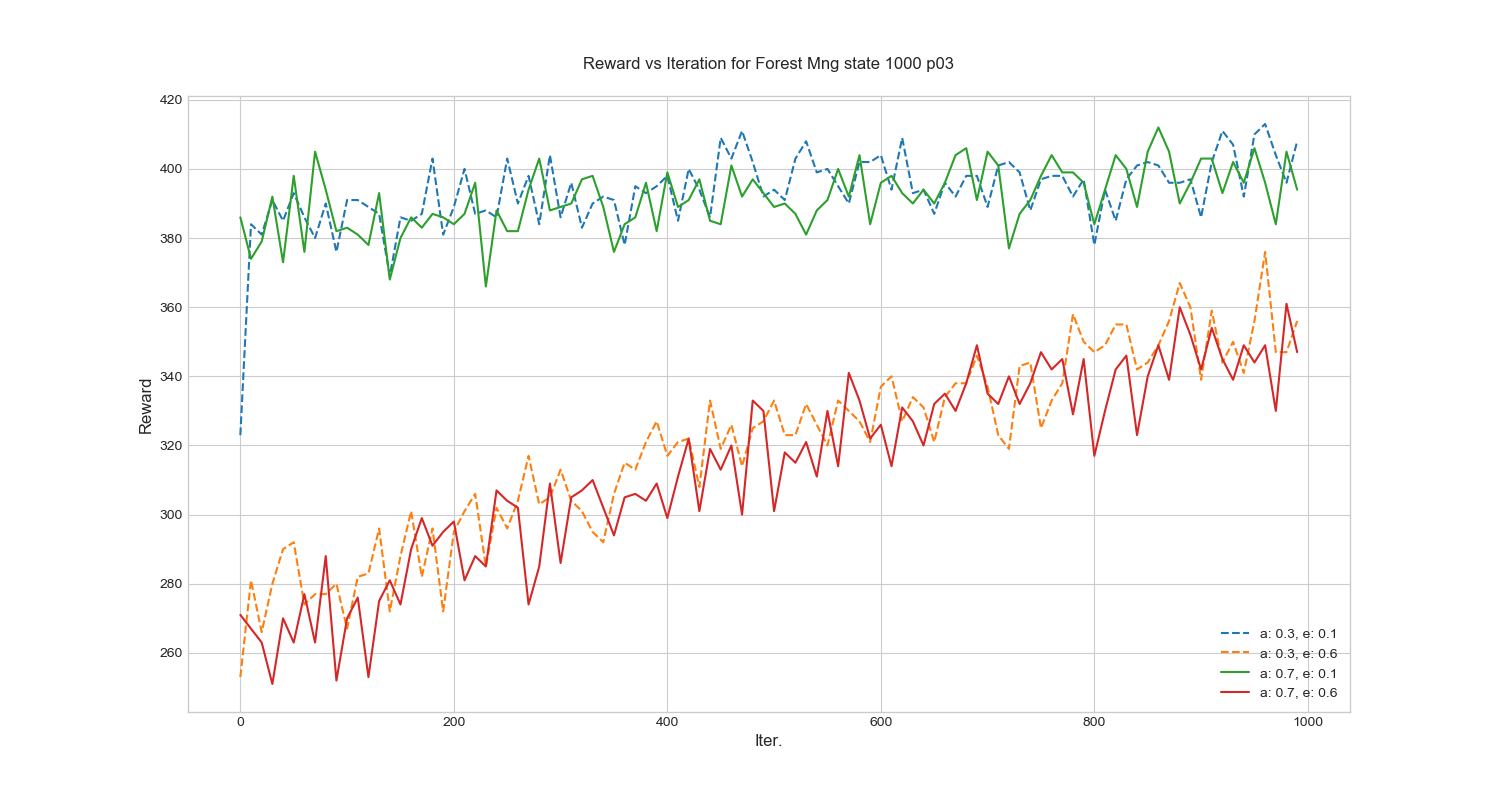 Reward vs Iteration for Forest Mng state 1000 p03
420
400
380
360
340
320
300
280
260
Reward
0 200 400 600 800 1000
Iter.
a: 0.3, e: 0.1
a: 0.3, e: 0.6
a: 0.7, e: 0.1
a: 0.7, e: 0.6